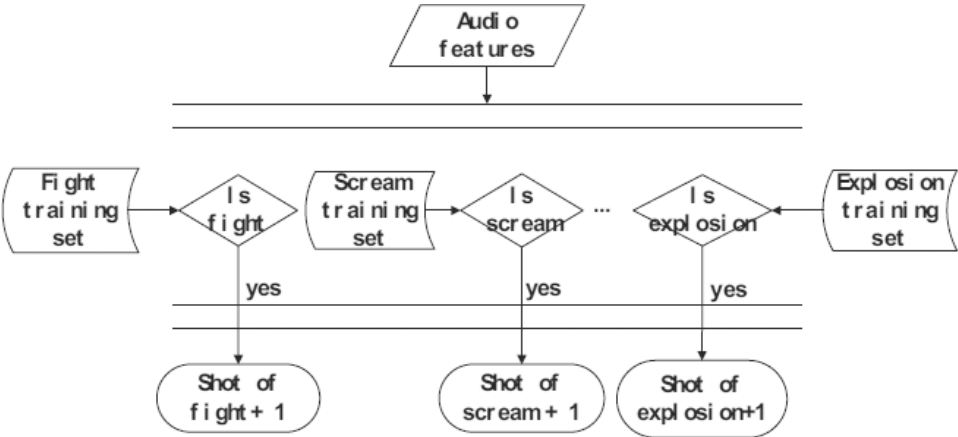 Audio
features
Fight
training
set
Is
fight
Scream
training
set
Is
scream
...
Is
explosion
Explosion
training
set
yes
yes
yes
Shot of
fight+ 1
Shot of
scream+ 1
Shot of
explosion+1